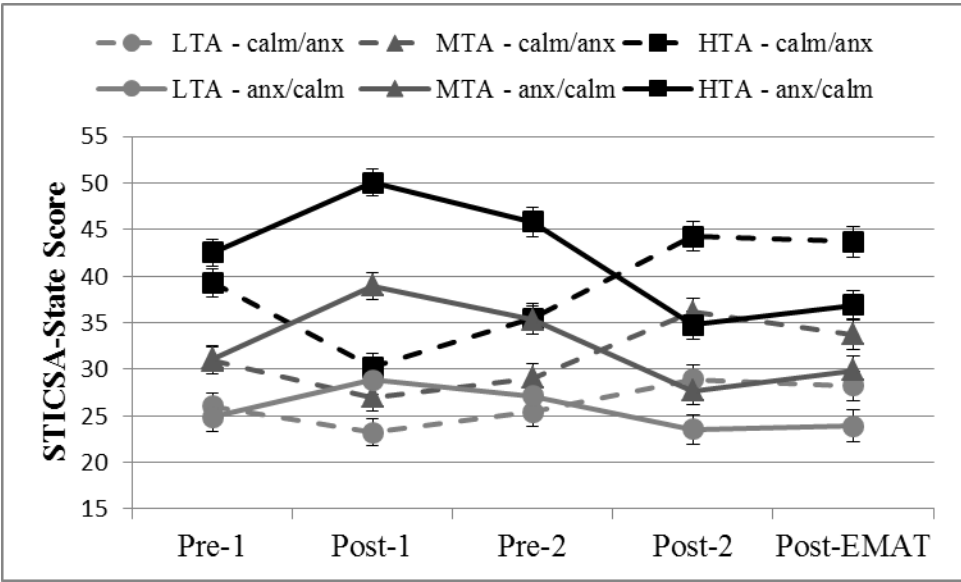 LTA - calm/anx MTA - calm/anx HTA - calm/anx
LTA - anx/calm MTA - anx/calm HTA - anx/calm
55
50
45
40
35
30
25
20
15
STICSA-State Score
Pre-1 Post-1 Pre-2 Post-2 Post-EMAT